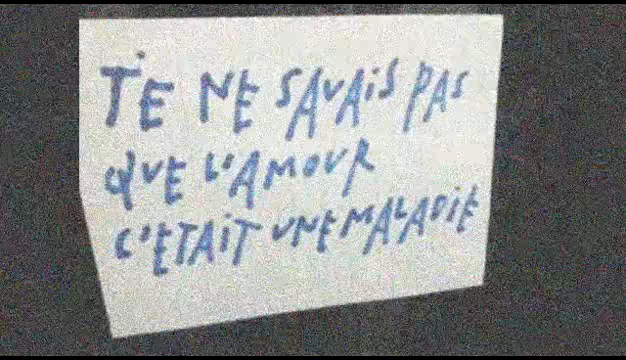 JE NE SAVAiS PAS
QUE L'AMOUR
C'ETAiT UNE MALADiE